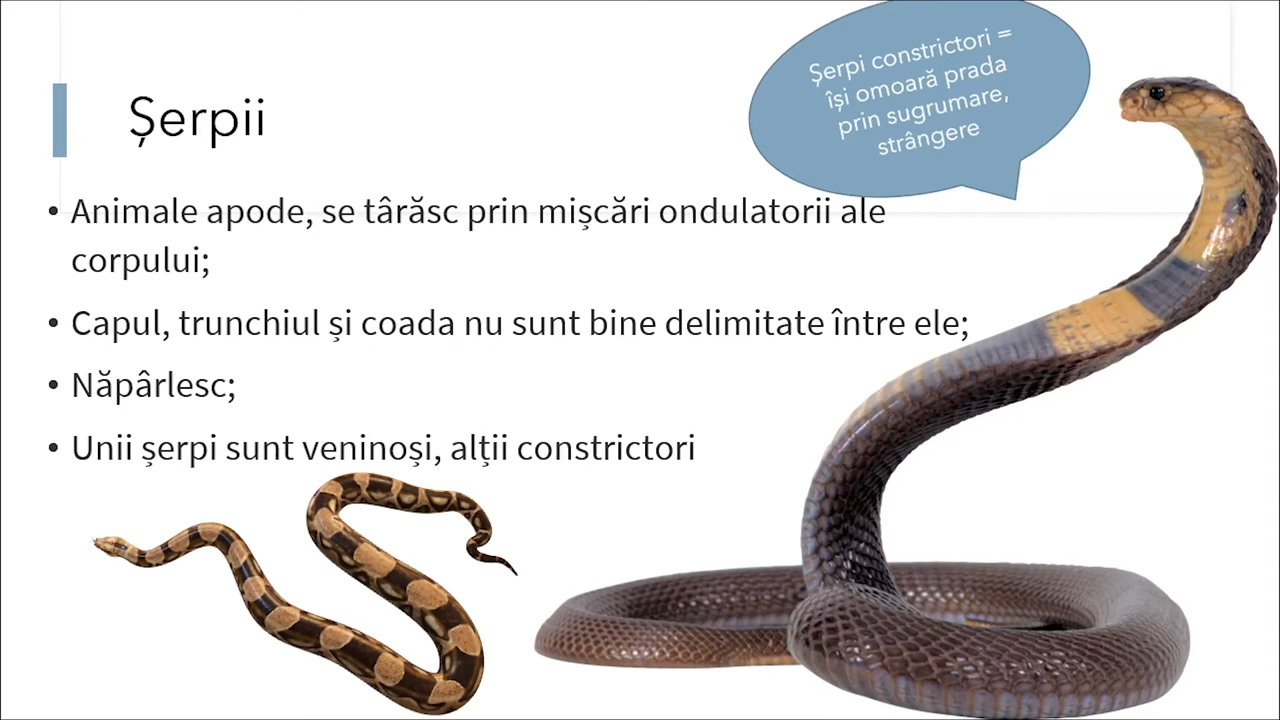 Șerpii
Șerpi constrictori =
își omoară prada
prin sugrumare,
strângere
• Animale apode, se târăsc prin mișcări ondulatorii ale
corpului;
• Capul, trunchiul și coada nu sunt bine delimitate între ele;
• Năpârlesc;
• Unii șerpi sunt veninoși, alții constrictori